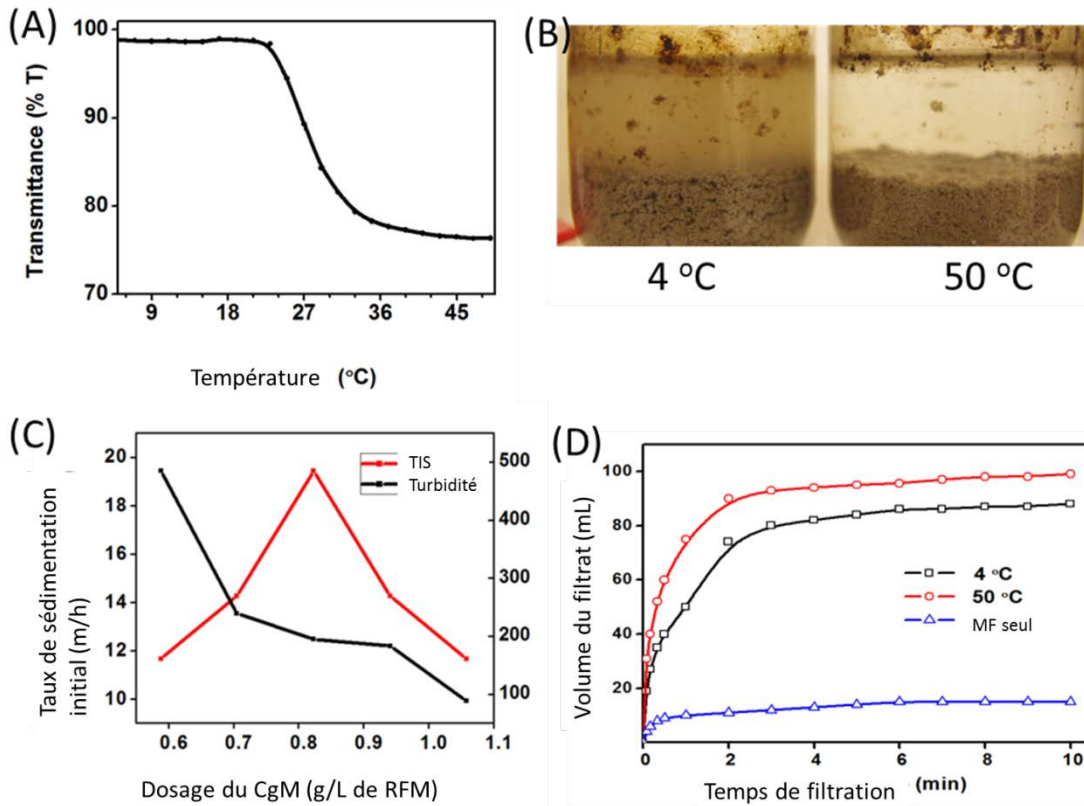 (A)
100
90
80
70
Transmittance (% T)
9 18 27 36 45
Température (°C)
(B)
4 °C 50 °C
(C)
20
18
16
14
12
10
Taux de sédimentation
initial (m/h)
TIS
Turbidité
500
400
300
200
100
0.6 0.7 0.8 0.9 1.0 1.1
Dosage du CgM (g/L de RFM)
(D)
100
80
60
40
20
Volume du filtrat (mL)
4 °C
50 °C
MF seul
0 2 4 6 8 10
Temps de filtration (min)